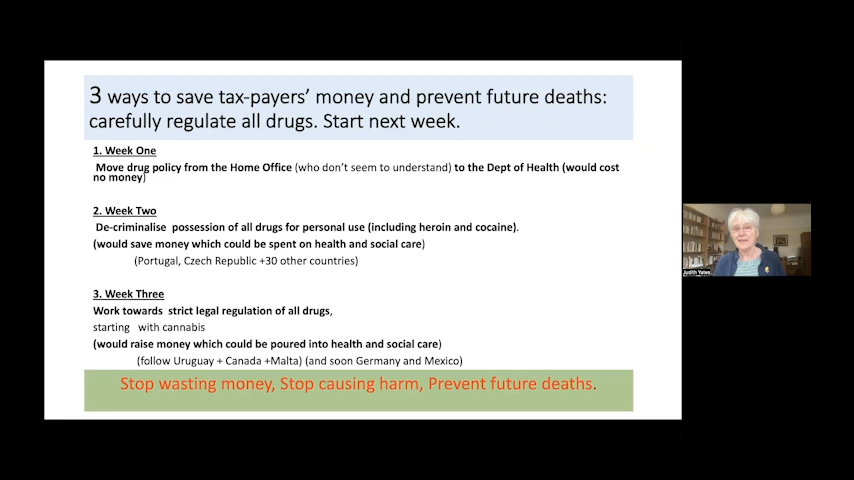 3 ways to save tax-payers' money and prevent future deaths:
carefully regulate all drugs. Start next week.
1. Week One
Move drug policy from the Home Office (who don't seem to understand) to the Dept of Health (would cost
no money)
2. Week Two
De-criminalise possession of all drugs for personal use (including heroin and cocaine).
(would save money which could be spent on health and social care)
(Portugal, Czech Republic +30 other countries)
3. Week Three
Work towards strict legal regulation of all drugs,
starting with cannabis
(would raise money which could be poured into health and social care)
(follow Uruguay + Canada +Malta) (and soon Germany and Mexico)
Stop wasting money, Stop causing harm, Prevent future deaths.
Judith Yates